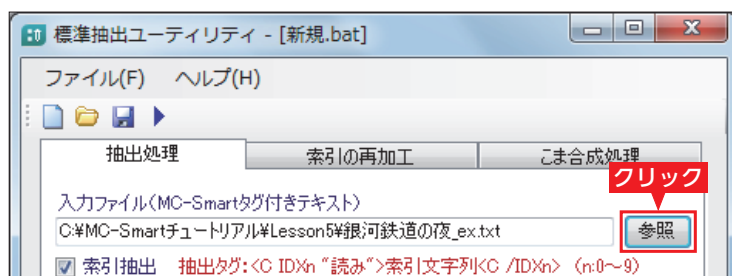 標準抽出ユーティリティ - [新規.bat]
ファイル(F) ヘルプ(H)
抽出処理 索引の再加工 こま合成処理
クリック
入力ファイル(MC-Smartタグ付きテキスト)
C:¥MC-Smartチュートリアル¥Lesson5¥銀河鉄道の夜_ex.txt 参照
索引抽出 抽出タグ:<C IDXn “読み“>索引文字列<C /IDXn> (n:0~9)